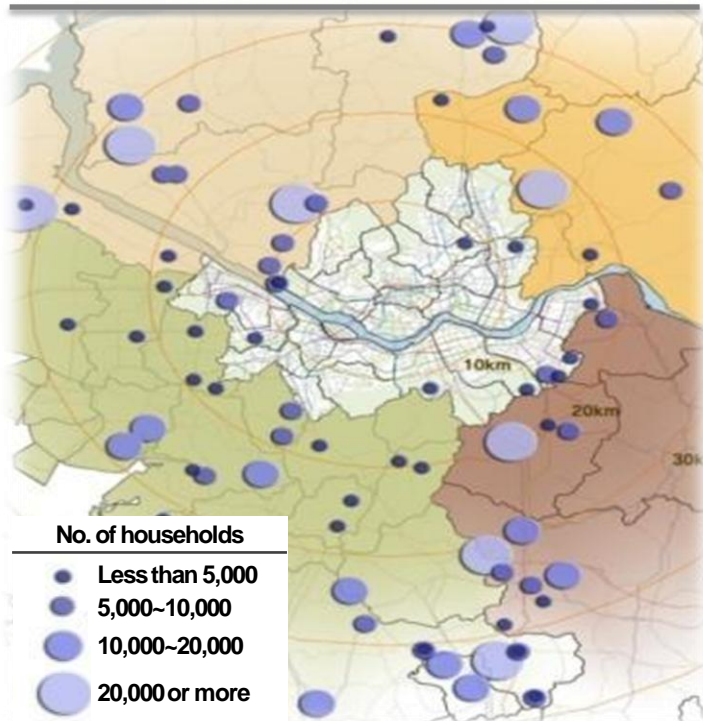 10km
20km
30k
No. of households
Less than 5,000
5,000~10,000
10,000~20,000
20,000 or more